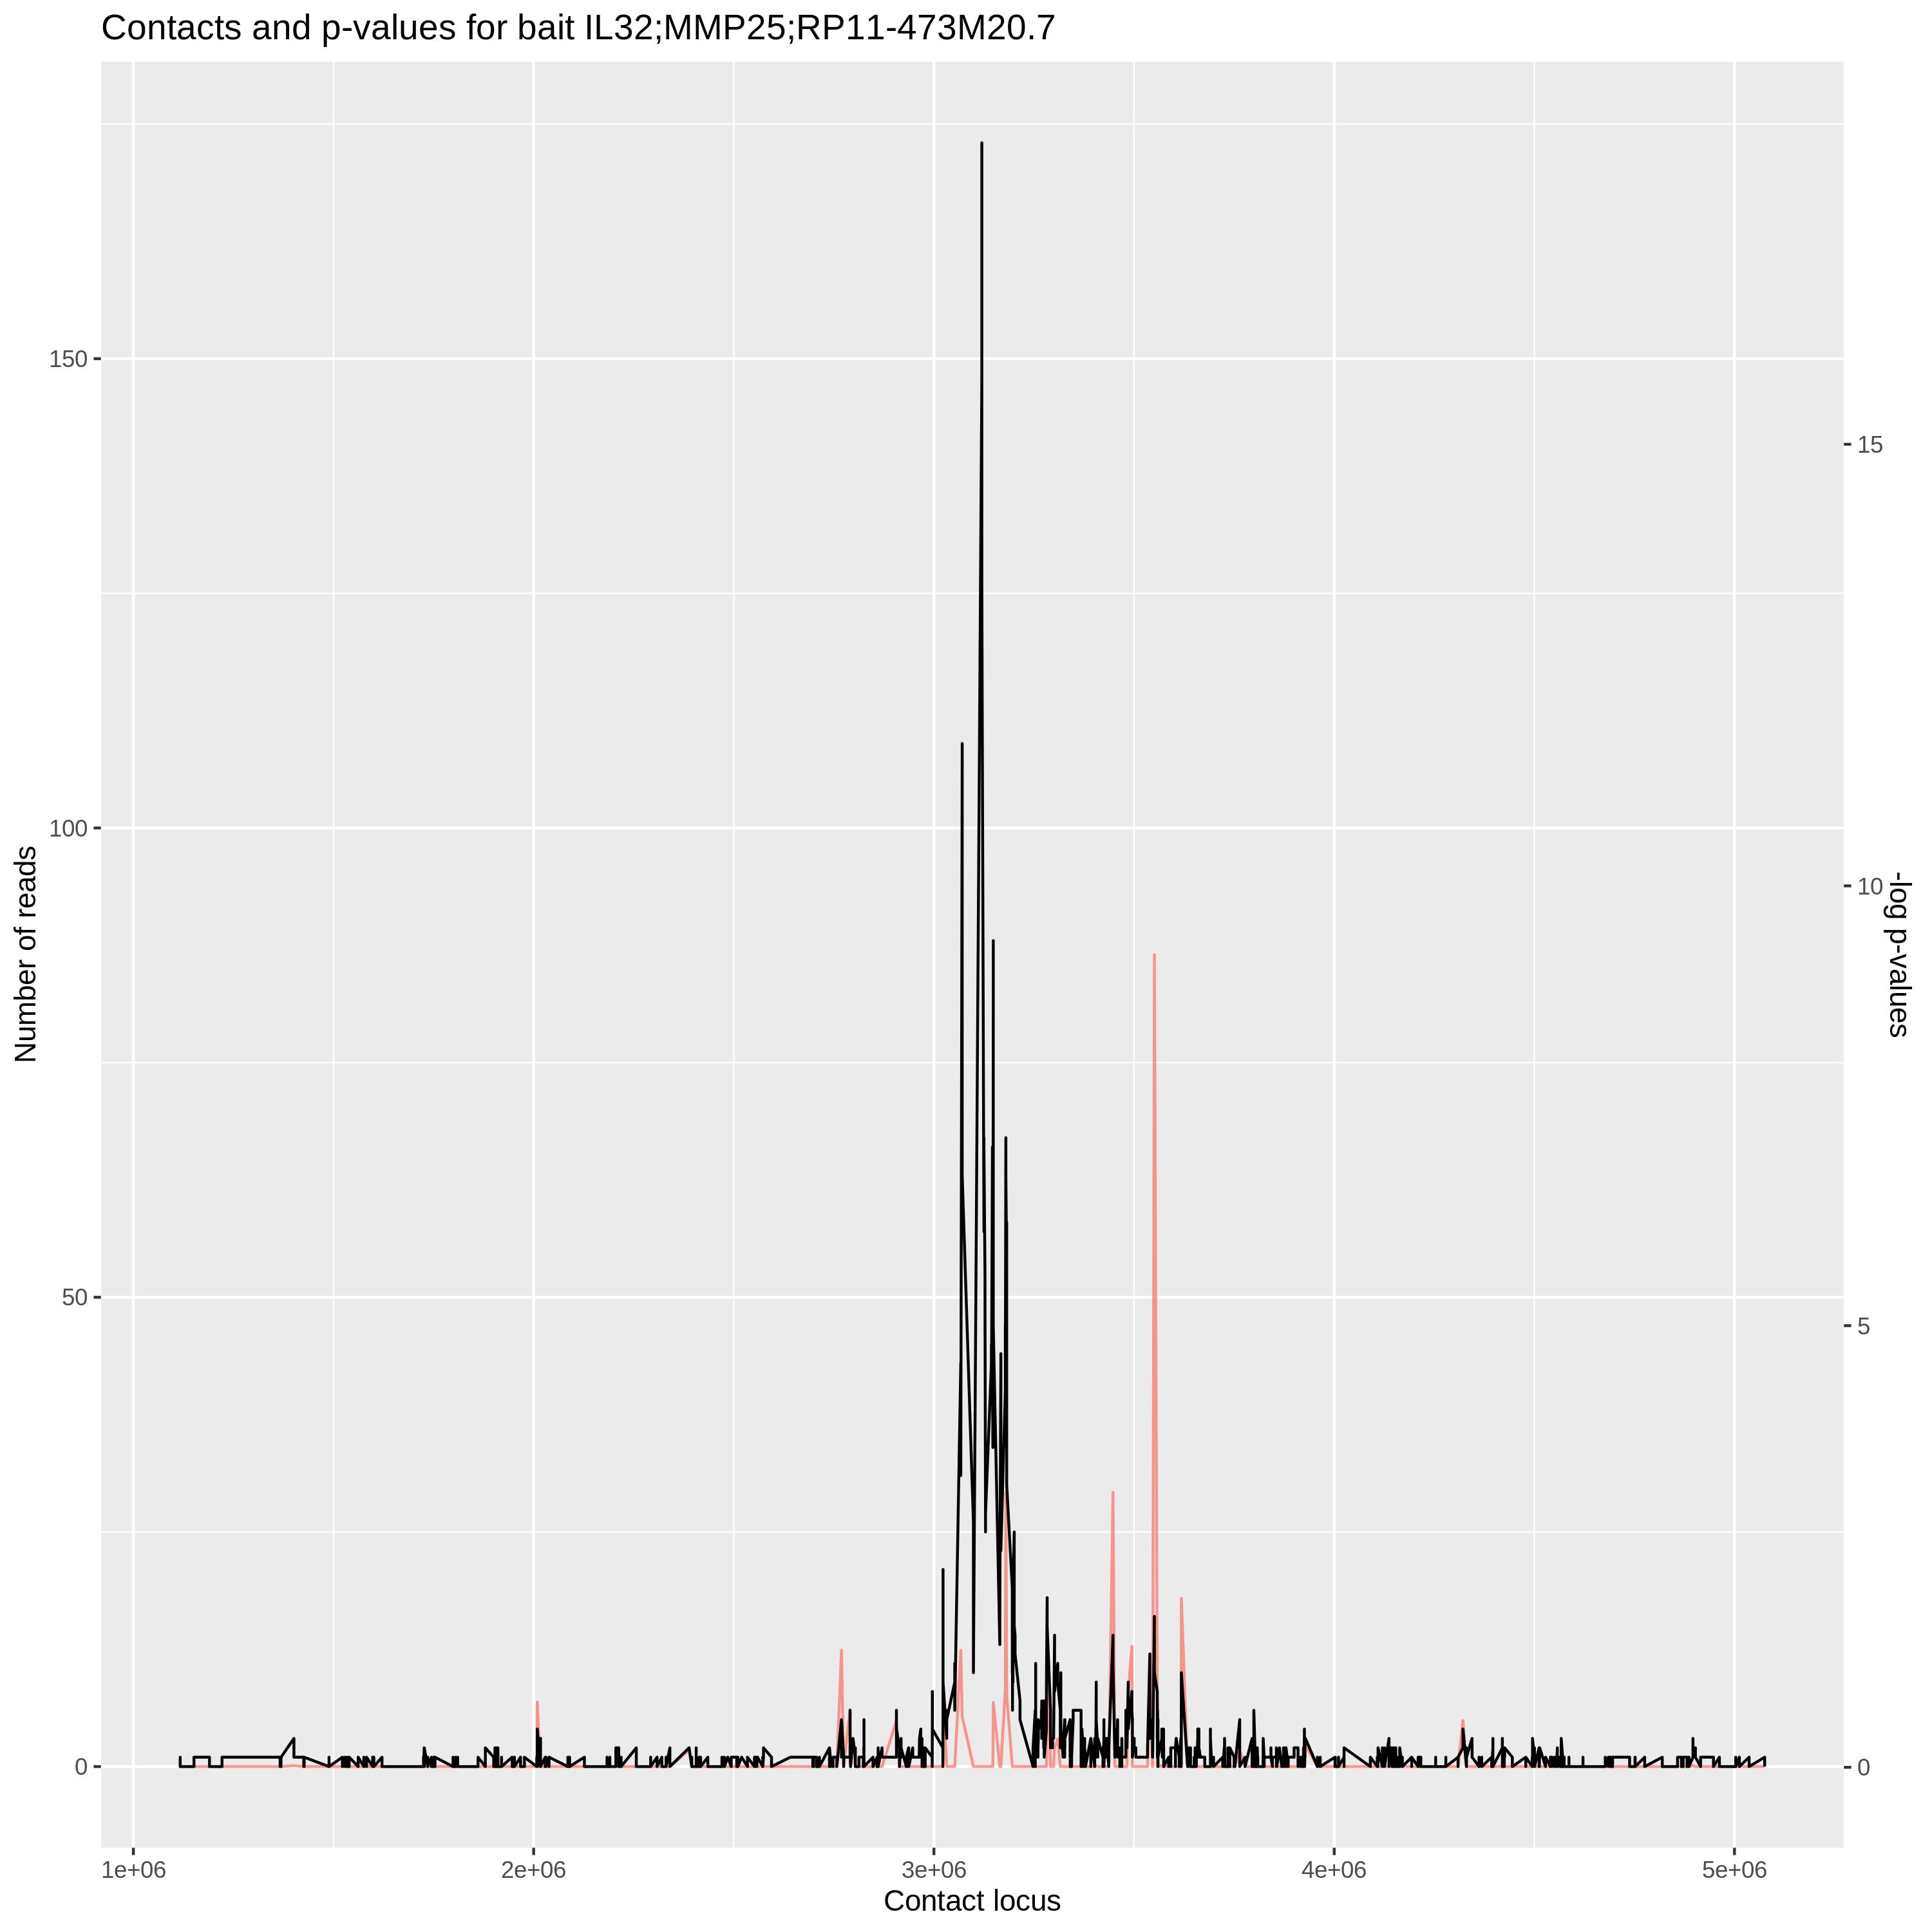 Contacts and p-values for bait IL32;MMP25;RP11-473M20.7
150
100
50
0
Number of reads
15
10
5
0
-log p-values
1e+06 2e+06 3e+06 4e+06 5e+06
Contact locus